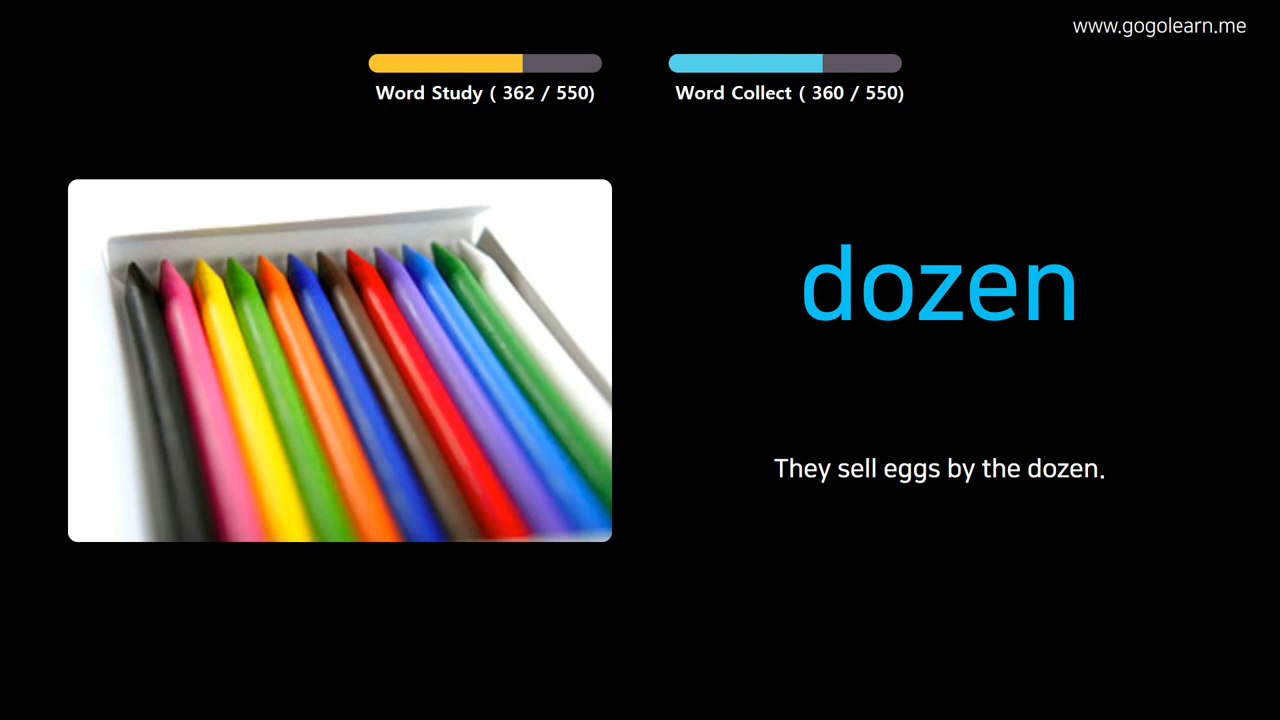 www.gogolearn.me
Word Study ( 362 / 550)
Word Collect ( 360 / 550)
dozen
They sell eggs by the dozen.